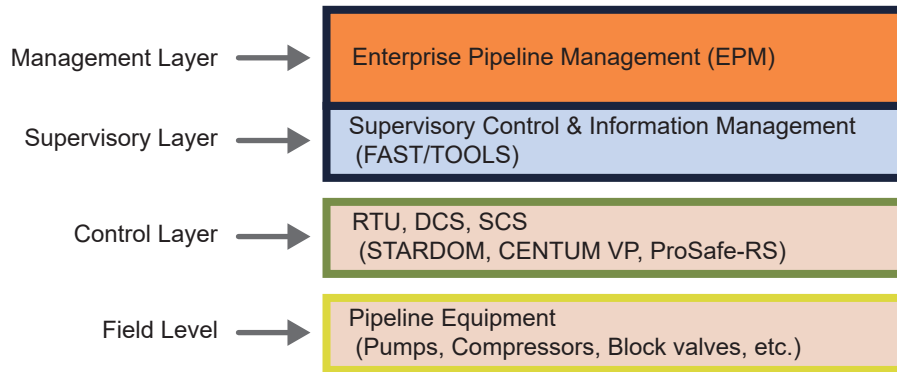 Management Layer
Enterprise Pipeline Management (EPM)
Supervisory Layer
Supervisory Control & Information Management
(FAST/TOOLS)
Control Layer
RTU, DCS, SCS
(STARDOM, CENTUM VP, ProSafe-RS)
Field Level
Pipeline Equipment
(Pumps, Compressors, Block valves, etc.)